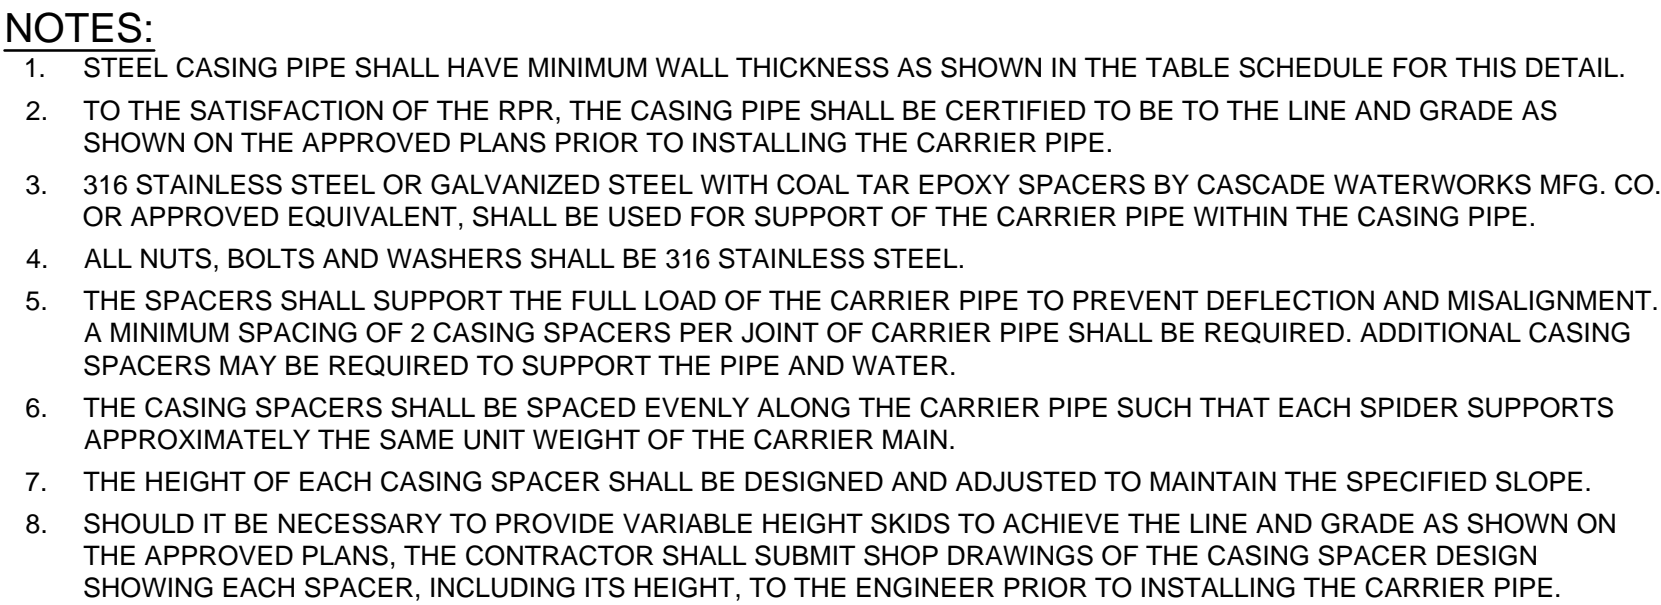 NOTES:
1. STEEL CASING PIPE SHALL HAVE MINIMUM WALL THICKNESS AS SHOWN IN THE TABLE SCHEDULE FOR THIS DETAIL.
2. TO THE SATISFACTION OF THE RPR, THE CASING PIPE SHALL BE CERTIFIED TO BE TO THE LINE AND GRADE AS
SHOWN ON THE APPROVED PLANS PRIOR TO INSTALLING THE CARRIER PIPE.
3. 316 STAINLESS STEEL OR GALVANIZED STEEL WITH COAL TAR EPOXY SPACERS BY CASCADE WATERWORKS MFG. CO.
OR APPROVED EQUIVALENT, SHALL BE USED FOR SUPPORT OF THE CARRIER PIPE WITHIN THE CASING PIPE.
4. ALL NUTS, BOLTS AND WASHERS SHALL BE 316 STAINLESS STEEL.
5. THE SPACERS SHALL SUPPORT THE FULL LOAD OF THE CARRIER PIPE TO PREVENT DEFLECTION AND MISALIGNMENT.
A MINIMUM SPACING OF 2 CASING SPACERS PER JOINT OF CARRIER PIPE SHALL BE REQUIRED. ADDITIONAL CASING
SPACERS MAY BE REQUIRED TO SUPPORT THE PIPE AND WATER.
6. THE CASING SPACERS SHALL BE SPACED EVENLY ALONG THE CARRIER PIPE SUCH THAT EACH SPIDER SUPPORTS
APPROXIMATELY THE SAME UNIT WEIGHT OF THE CARRIER MAIN.
7. THE HEIGHT OF EACH CASING SPACER SHALL BE DESIGNED AND ADJUSTED TO MAINTAIN THE SPECIFIED SLOPE.
8. SHOULD IT BE NECESSARY TO PROVIDE VARIABLE HEIGHT SKIDS TO ACHIEVE THE LINE AND GRADE AS SHOWN ON
THE APPROVED PLANS, THE CONTRACTOR SHALL SUBMIT SHOP DRAWINGS OF THE CASING SPACER DESIGN
SHOWING EACH SPACER, INCLUDING ITS HEIGHT, TO THE ENGINEER PRIOR TO INSTALLING THE CARRIER PIPE.